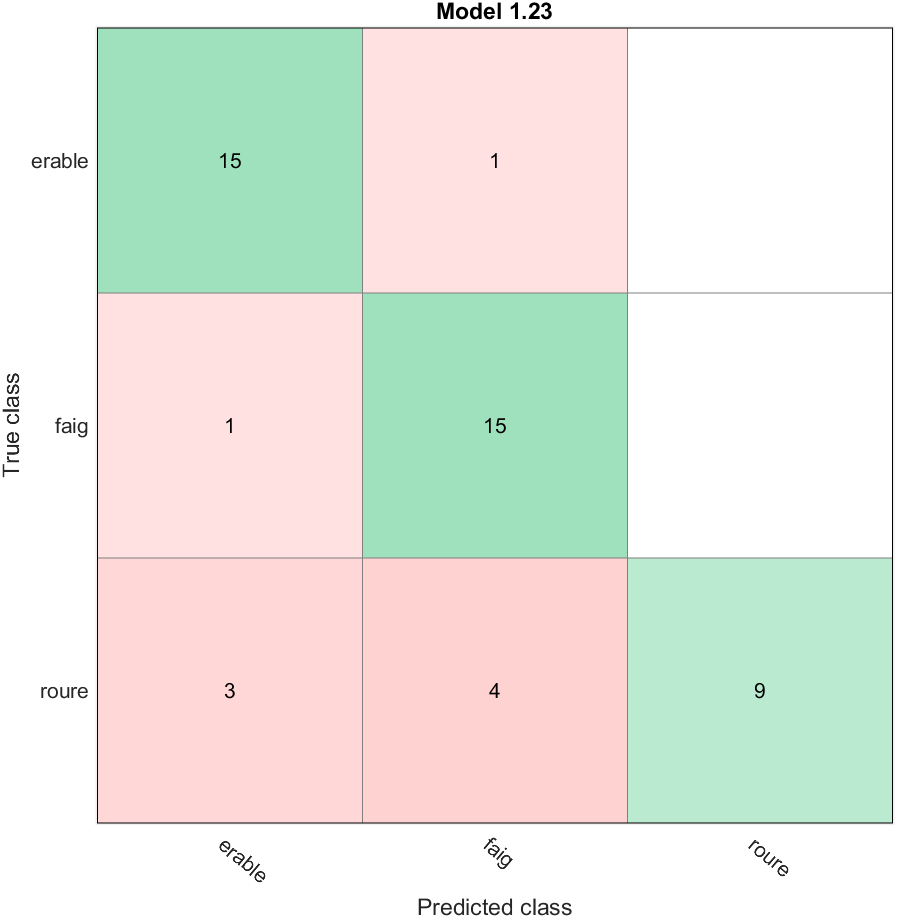 Model 1.23
erable
15
1
faig
1
15
roure
3
4
9
True class
erable
faig
roure
Predicted class